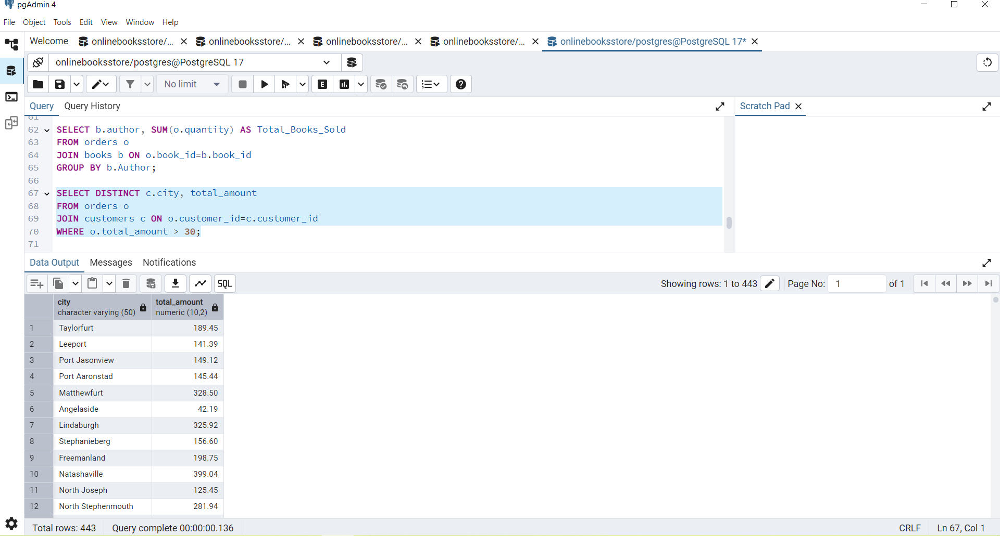 pgAdmin 4
File Object Tools Edit View Window Help
Welcome onlinebooksstore/... onlinebooksstore/... onlinebooksstore/... onlinebooksstore/... onlinebooksstore/postgres@PostgreSQL 17*
onlinebooksstore/postgres@PostgreSQL 17
No limit E
Query Query History Scratch Pad
61
62 SELECT b.author, SUM(o.quantity) AS Total_Books_Sold
63 FROM orders o
64 JOIN books b ON o.book_id=b.book_id
65 GROUP BY b.Author;
66
67 SELECT DISTINCT c.city, total_amount
68 FROM orders o
69 JOIN customers c ON o.customer_id=c.customer_id
70 WHERE o.total_amount > 30;
71
Data Output Messages Notifications
SQL Showing rows: 1 to 443 Page No: 1 of 1
city total_amount
character varying (50) numeric (10,2)
1 Taylorfurt 189.45
2 Leeport 141.39
3 Port Jasonview 149.12
4 Port Aaronstad 145.44
5 Matthewfurt 328.50
6 Angelaside 42.19
7 Lindaburgh 325.92
8 Stephanieberg 156.60
9 Freemanland 198.75
10 Natashaville 399.04
11 North Joseph 125.45
12 North Stephenmouth 281.94
Total rows: 443 Query complete 00:00:00.136 CRLF Ln 67, Col 1